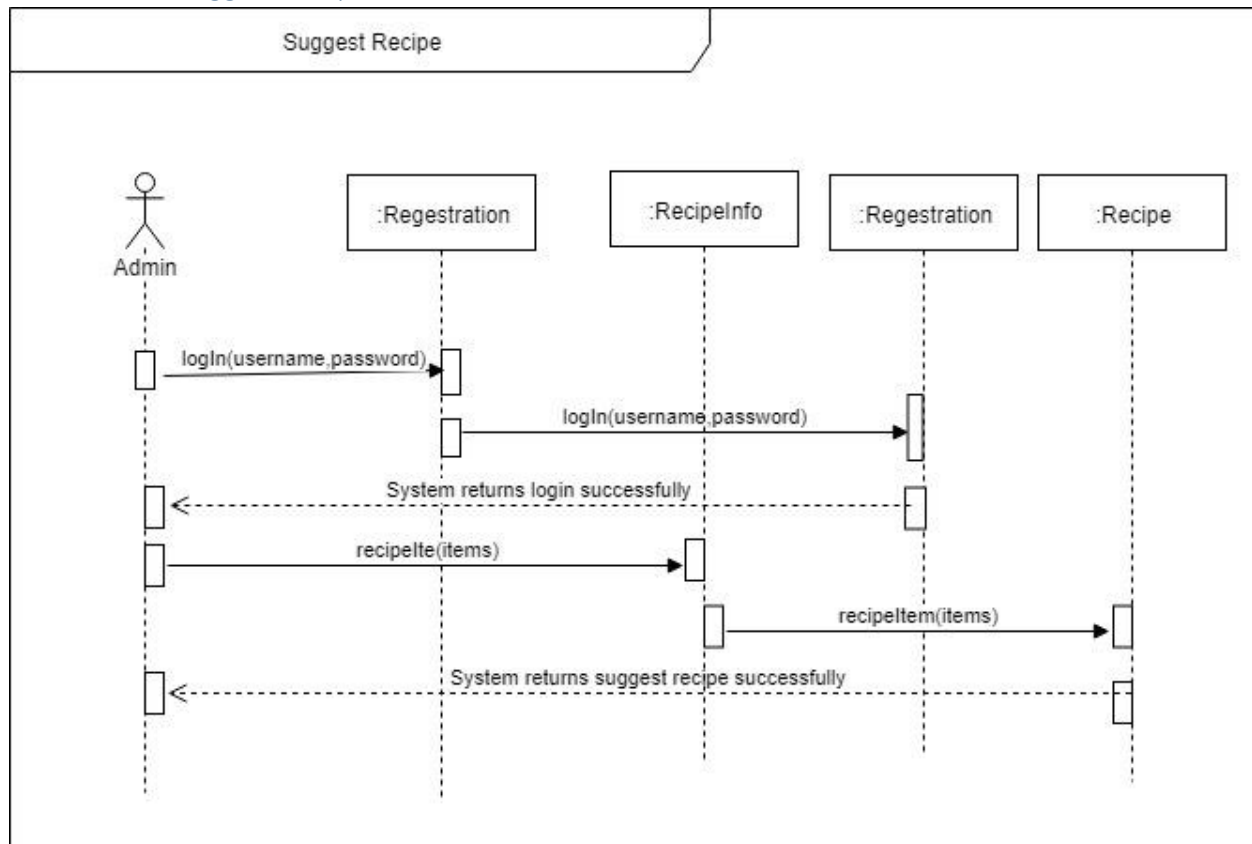 Suggest Recipe
:Regestration
:RecipeInfo
:Regestration
:Recipe
Admin
logIn(username,password)
logIn(username,password)
System returns login successfully
recipeIte(items)
recipeItem(items)
System returns suggest recipe successfully